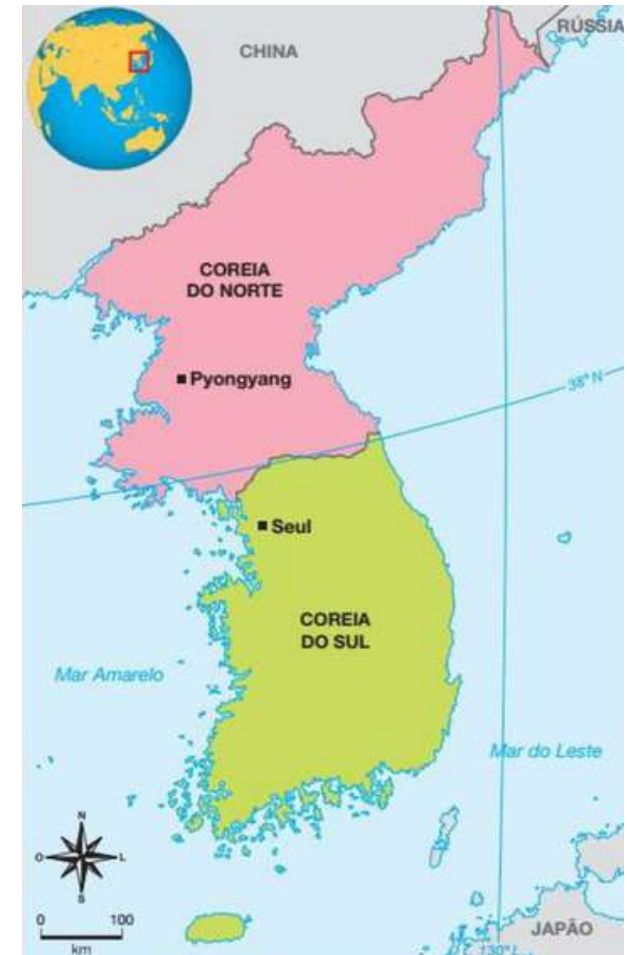 RÚSSIA
CHINA
COREIA
DO NORTE
Pyongyang
38° N
Seul
COREIA
DO SUL
Mar Amarelo
Mar do Leste
N
O
L
S
0 100
km
JAPÃO
130° L